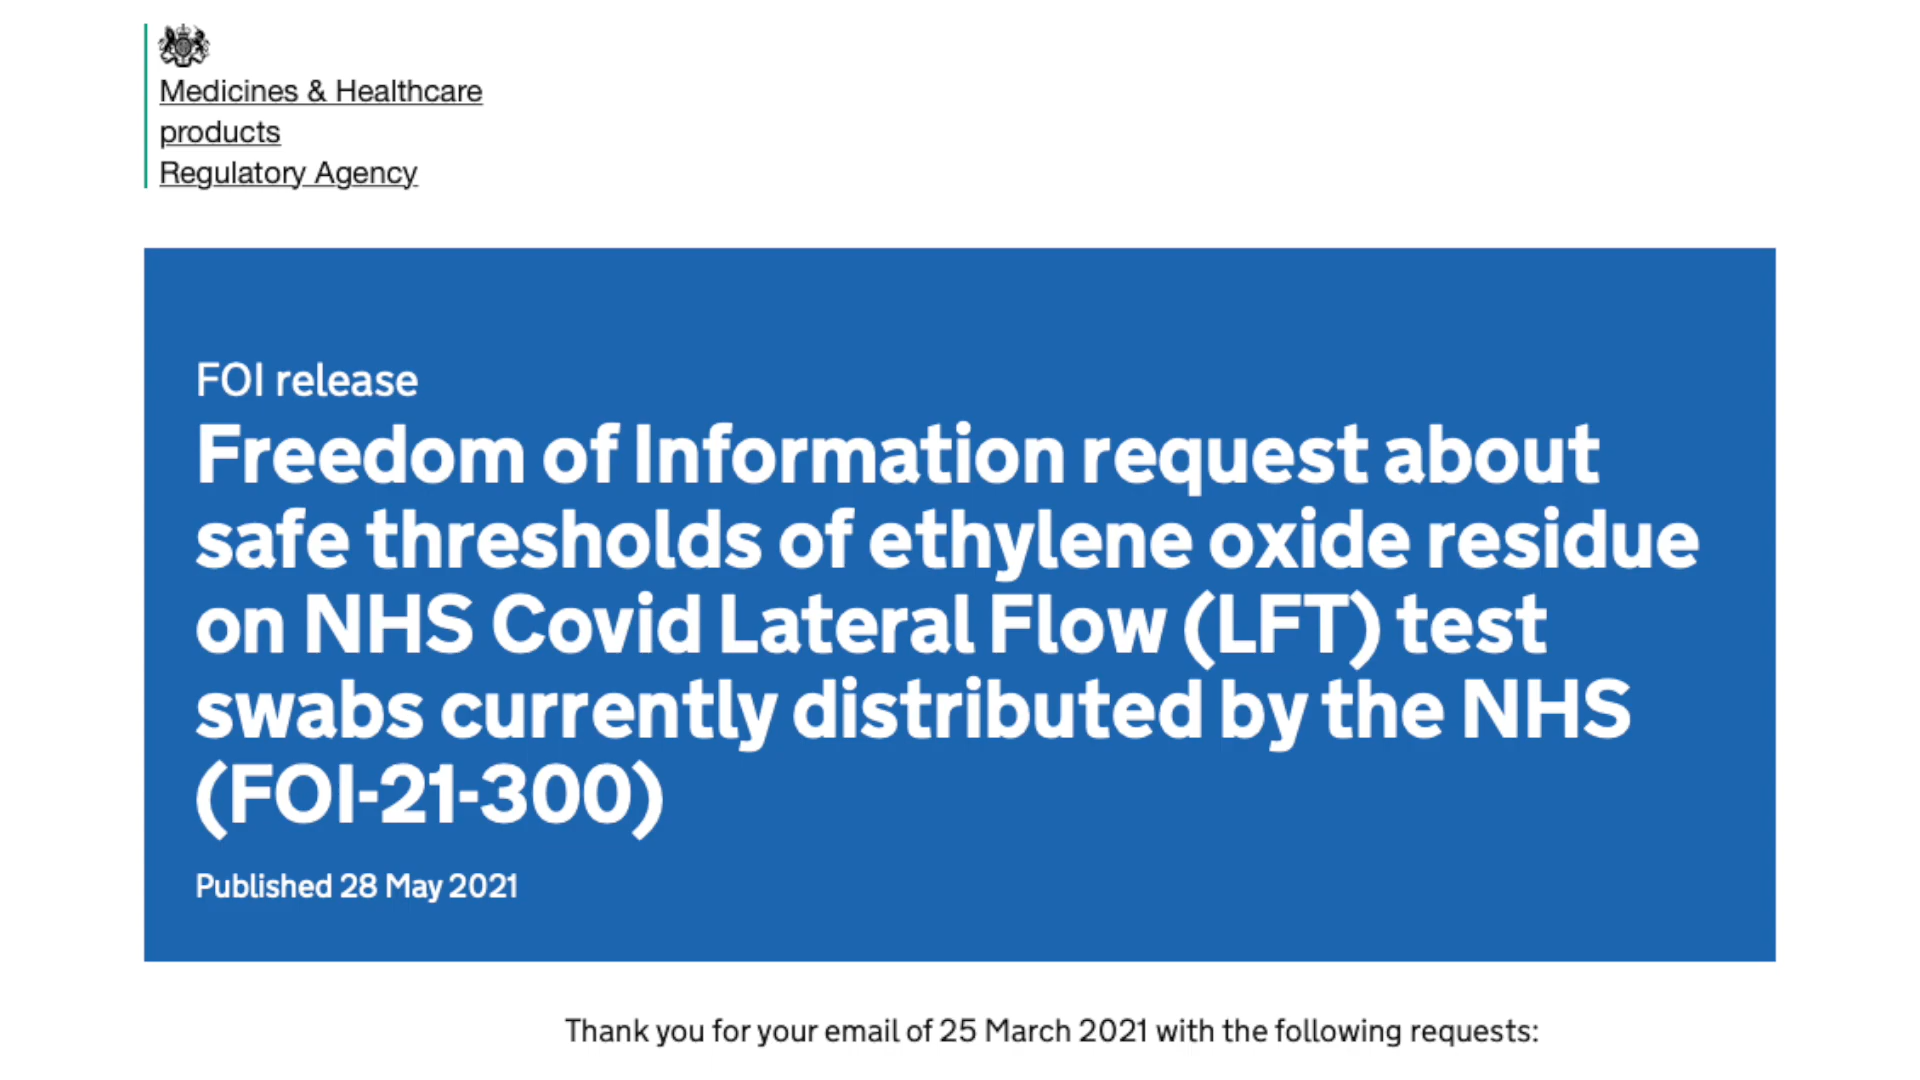 Medicines & Healthcare
products
Regulatory Agency
FOI release
Freedom of Information request about
safe thresholds of ethylene oxide residue
on NHS Covid Lateral Flow (LFT) test
swabs currently distributed by the NHS
(FOI-21-300)
Published 28 May 2021
Thank you for your email of 25 March 2021 with the following requests: